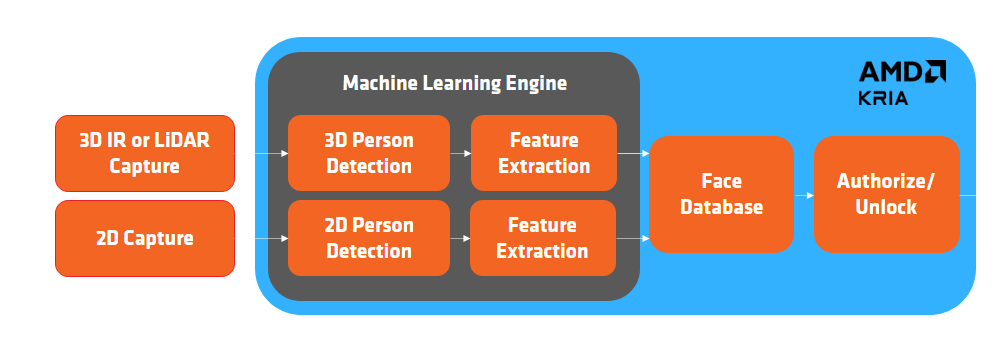 AMD
KRIA
Machine Learning Engine
3D IR or LiDAR
Capture
3D Person
Detection
Feature
Extraction
2D Capture
2D Person
Detection
Feature
Extraction
Face
Database
Authorize/
Unlock